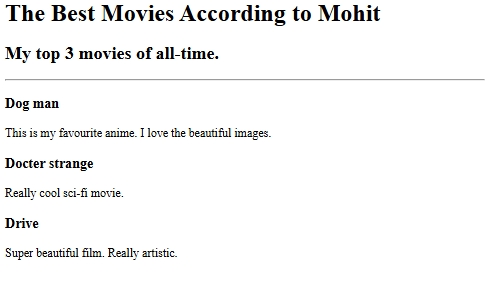 The Best Movies According to Mohit
My top 3 movies of all-time.
Dog man
This is my favourite anime. I love the beautiful images.
Docter strange
Really cool sci-fi movie.
Drive
Super beautiful film. Really artistic.